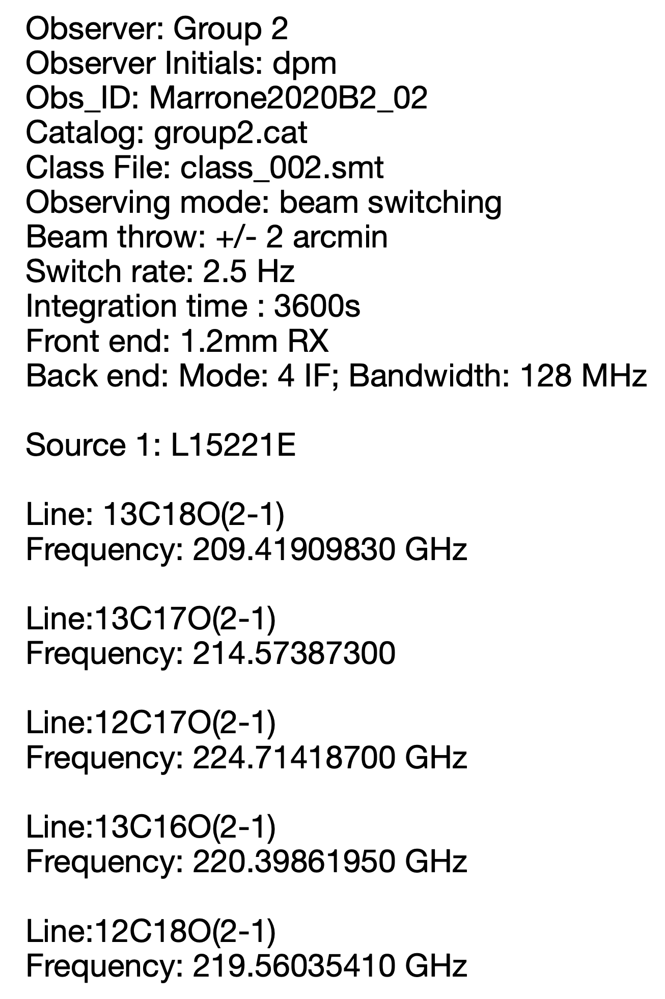 Observer: Group 2
Observer Initials: dpm
Obs_ID: Marrone2020B2_02
Catalog: group2.cat
Class File: class_002.smt
Observing mode: beam switching
Beam throw: +/- 2 arcmin
Switch rate: 2.5 Hz
Integration time : 3600s
Front end: 1.2mm RX
Back end: Mode: 4 IF; Bandwidth: 128 MHz
Source 1: L15221E
Line: 13C18O(2-1)
Frequency: 209.41909830 GHz
Line:13C17O(2-1)
Frequency: 214.57387300
Line:12C17O(2-1)
Frequency: 224.71418700 GHz
Line:13C16O(2-1)
Frequency: 220.39861950 GHz
Line:12C18O(2-1)
Frequency: 219.56035410 GHz